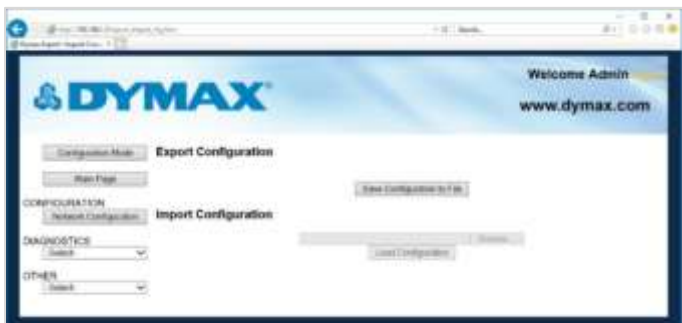 Welcome Admin
DYMAX
www.dymax.com
Configuration Mode
Export Configuration
Main Page
Save Configuration to File
CONFIGURATION
Network Configuration
Import Configuration
DIAGNOSTICS
Select
Load Configuration
OTHER
Select